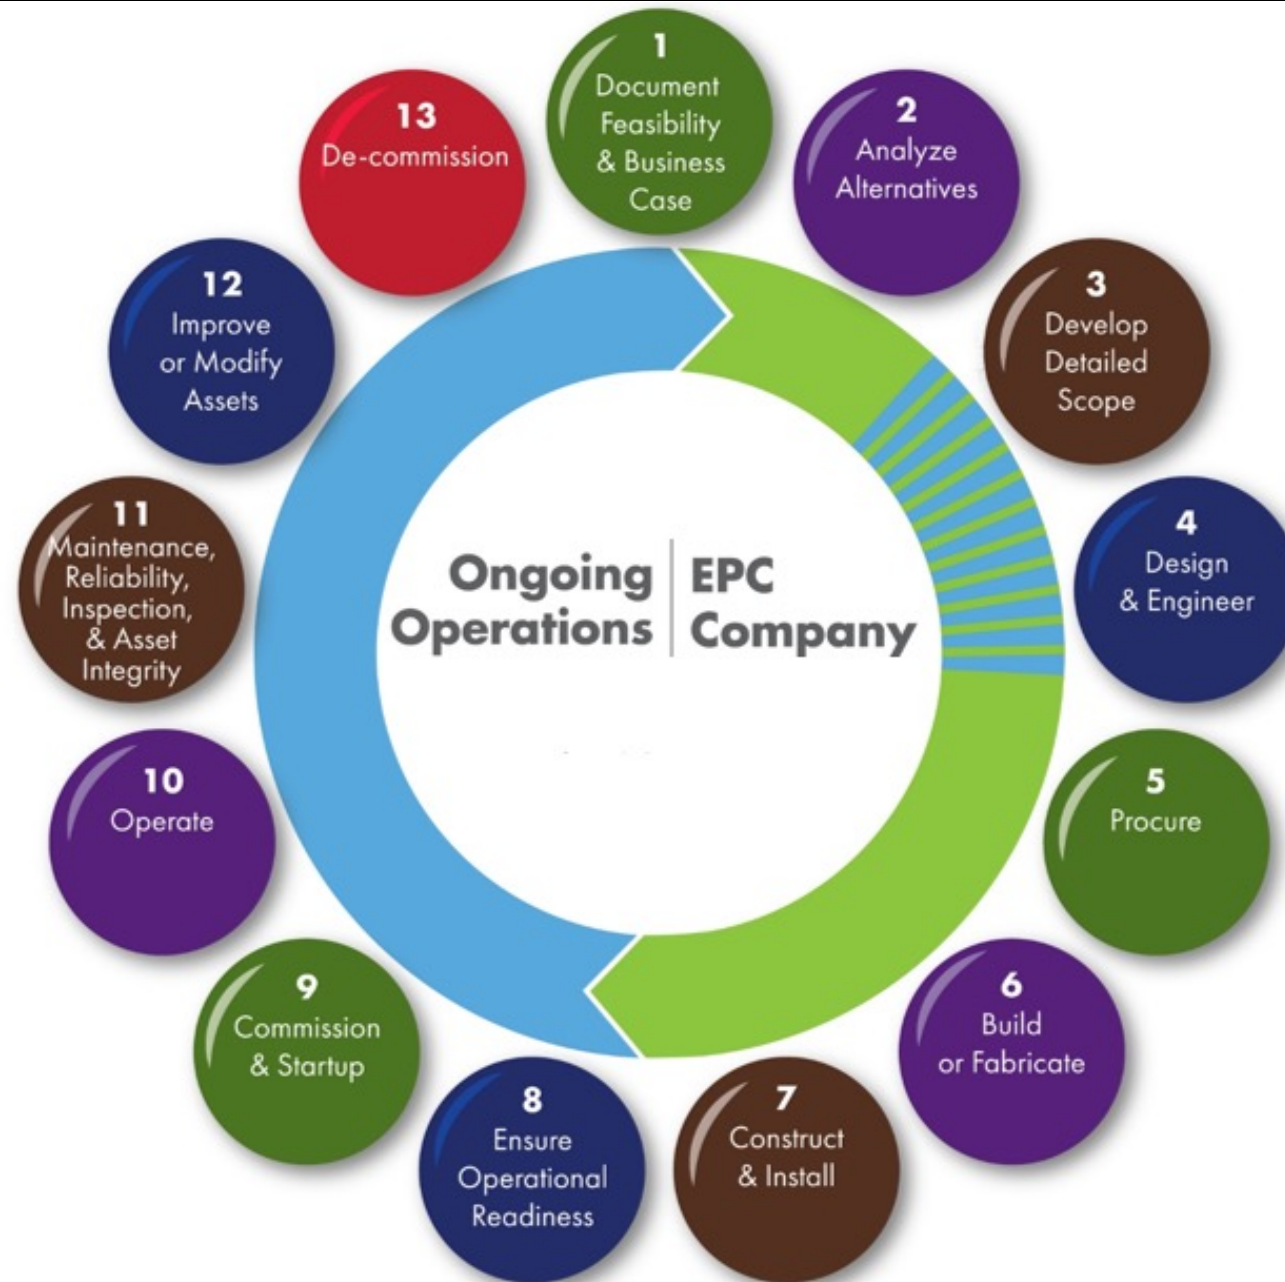 1
Document
Feasibility
& Business
Case
2
Analyze
Alternatives
3
Develop
Detailed
Scope
4
Design
& Engineer
5
Procure
6
Build
or Fabricate
7
Construct
& Install
8
Ensure
Operational
Readiness
9
Commission
& Startup
10
Operate
11
Maintenance,
Reliability,
Inspection,
& Asset
Integrity
12
Improve
or Modify
Assets
13
De-commission
Ongoing
Operations
EPC
Company